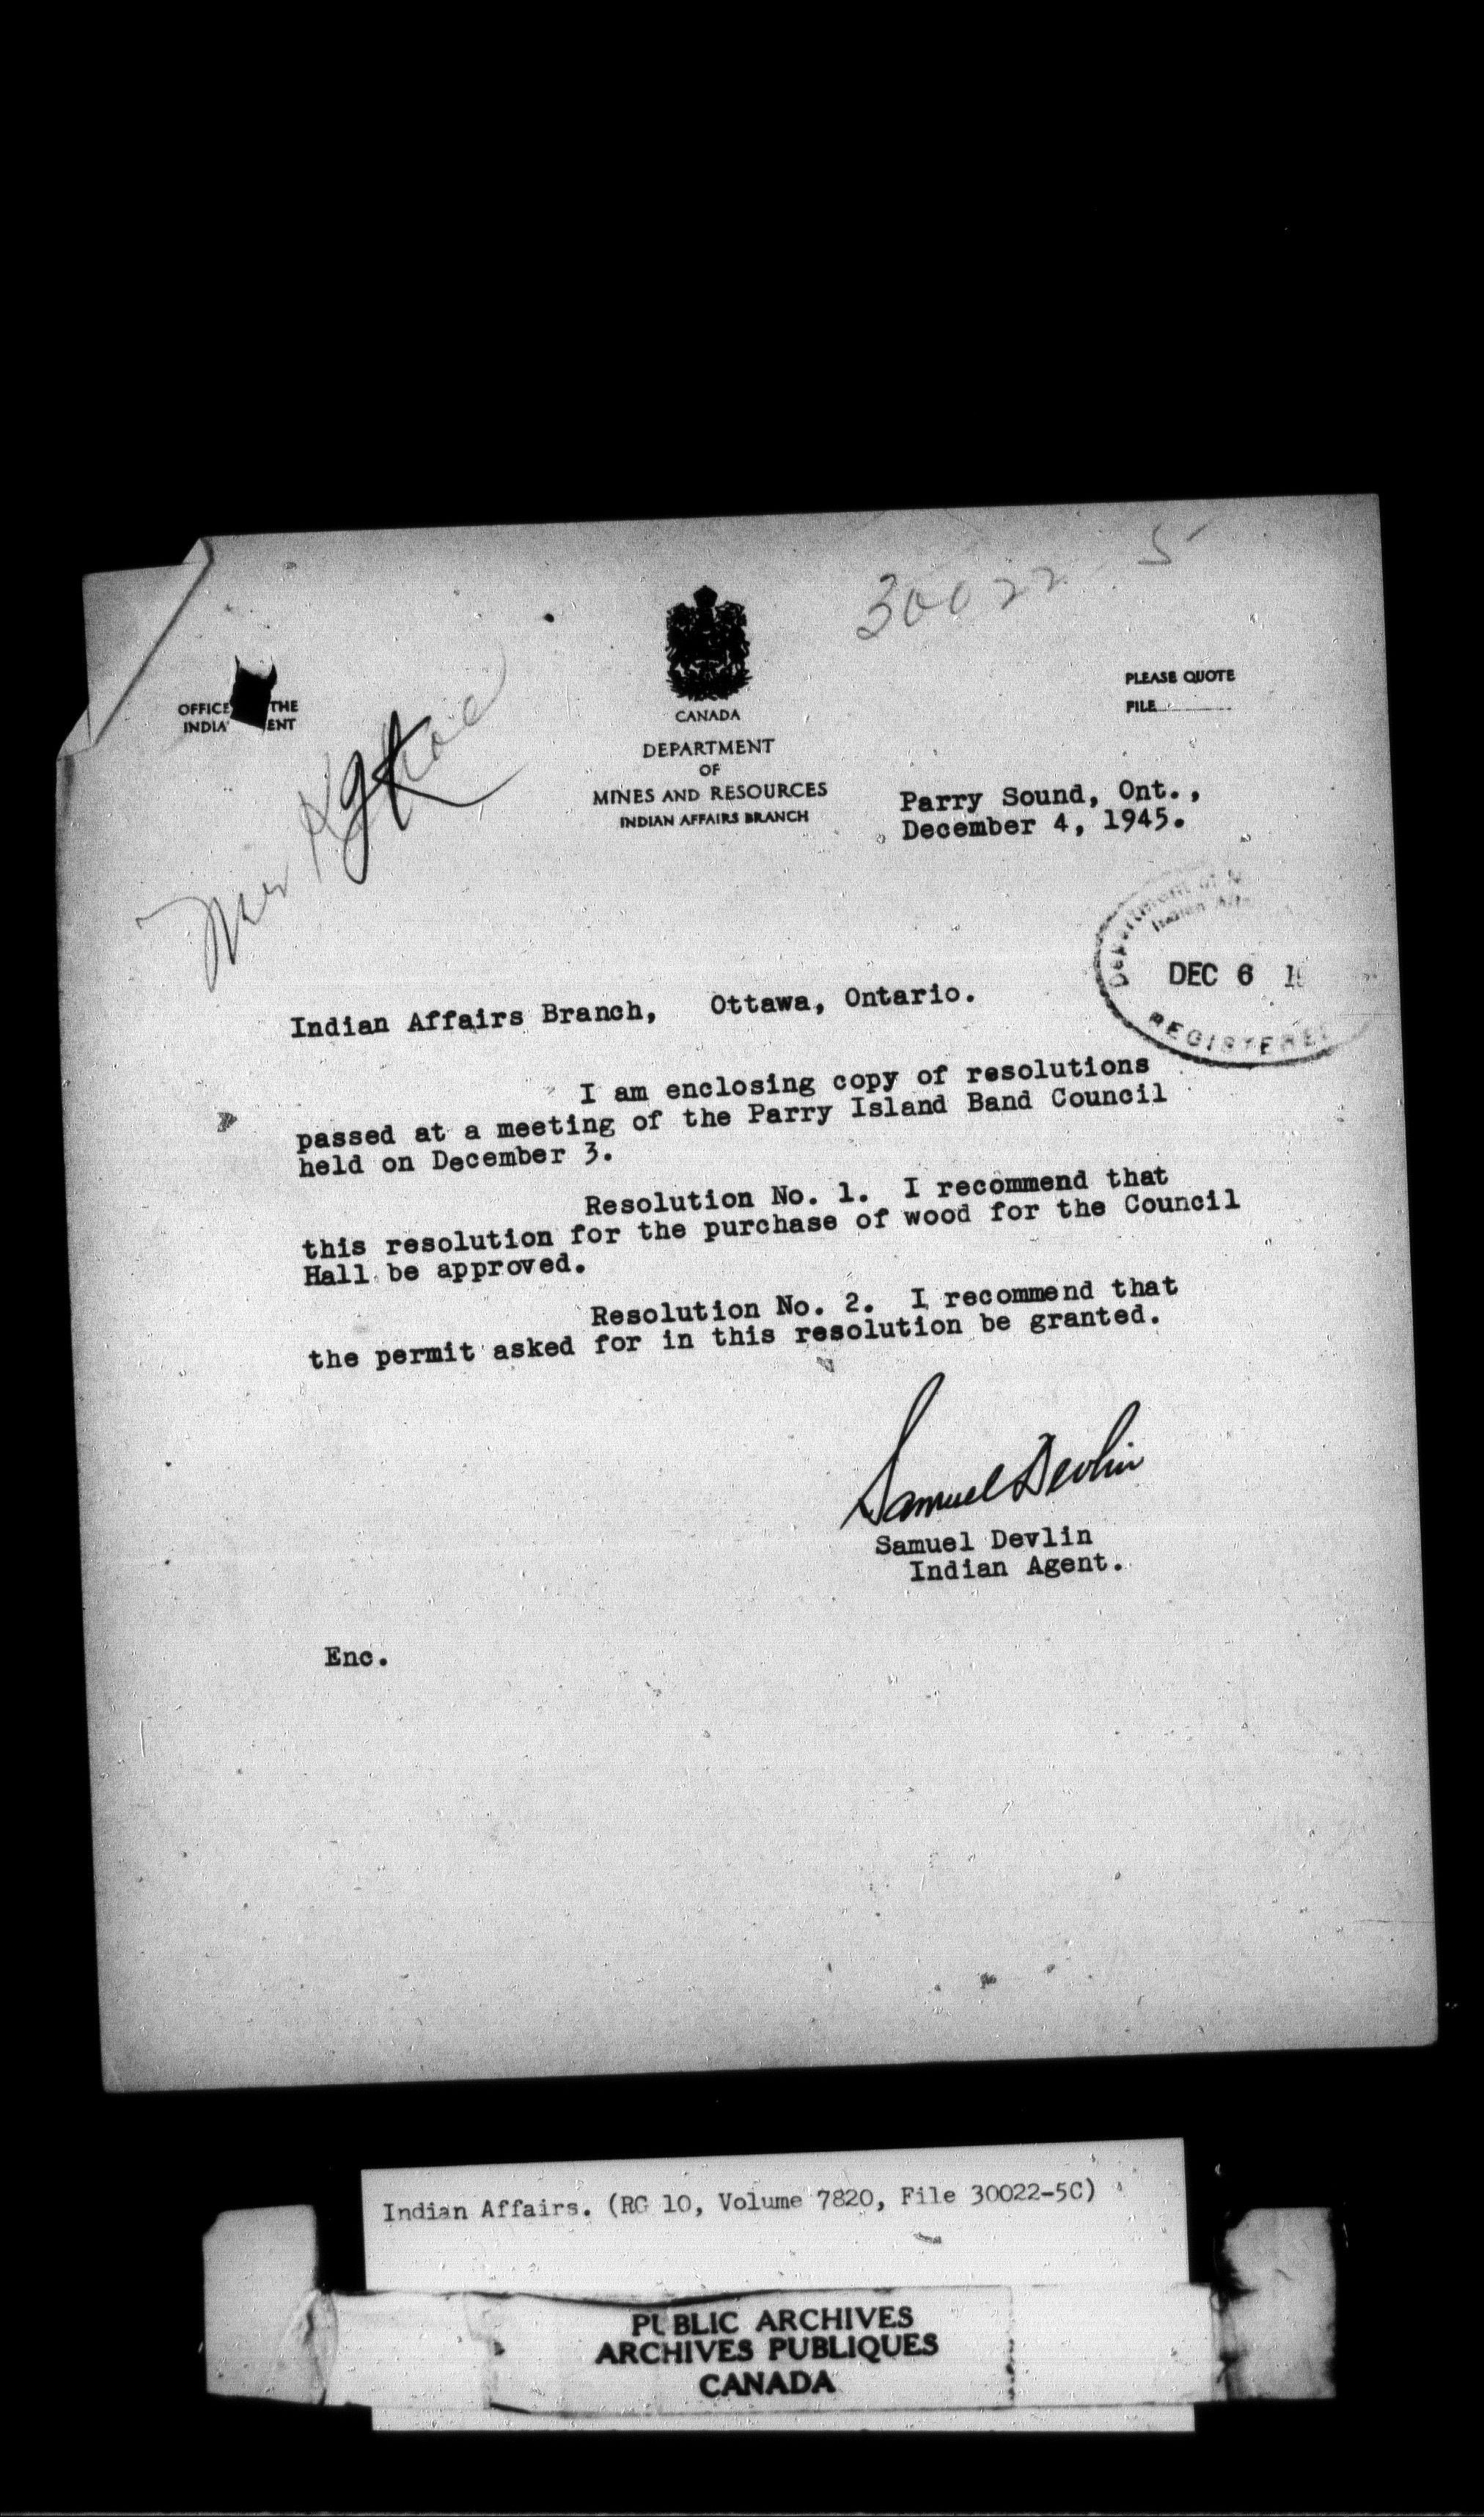 30022 5
OFFICE THE
INDIA ENT
CANADA
DEPARTMENT
OF
MINES AND RESOURCES
INDIAN AFFAIRS BRANCH
PLEASE QUOTE
FILE
Parry Sound, Ont.,
December 4, 1945.
Department of
Indian
DEC 6
REGISTERED
Indian Affairs Branch, Ottawa, Ontario.
I am enclosing copy of resolutions
passed at a meeting of the Parry Island Band Council
held on December 3.
Resolution No. 1. I recommend that
this resolution for the purchase of wood for the Council
Hall be approved.
Resolution No. 2. I recommend that
the permit asked for in this resolution be granted.
Samuel Devlin
Samuel Devlin
Indian Agent.
Enc.
Indian Affairs. (RG 10, Volume 7820, File 30022-5C)
PUBLIC ARCHIVES
ARCHIVES PUBLIQUES
CANADA